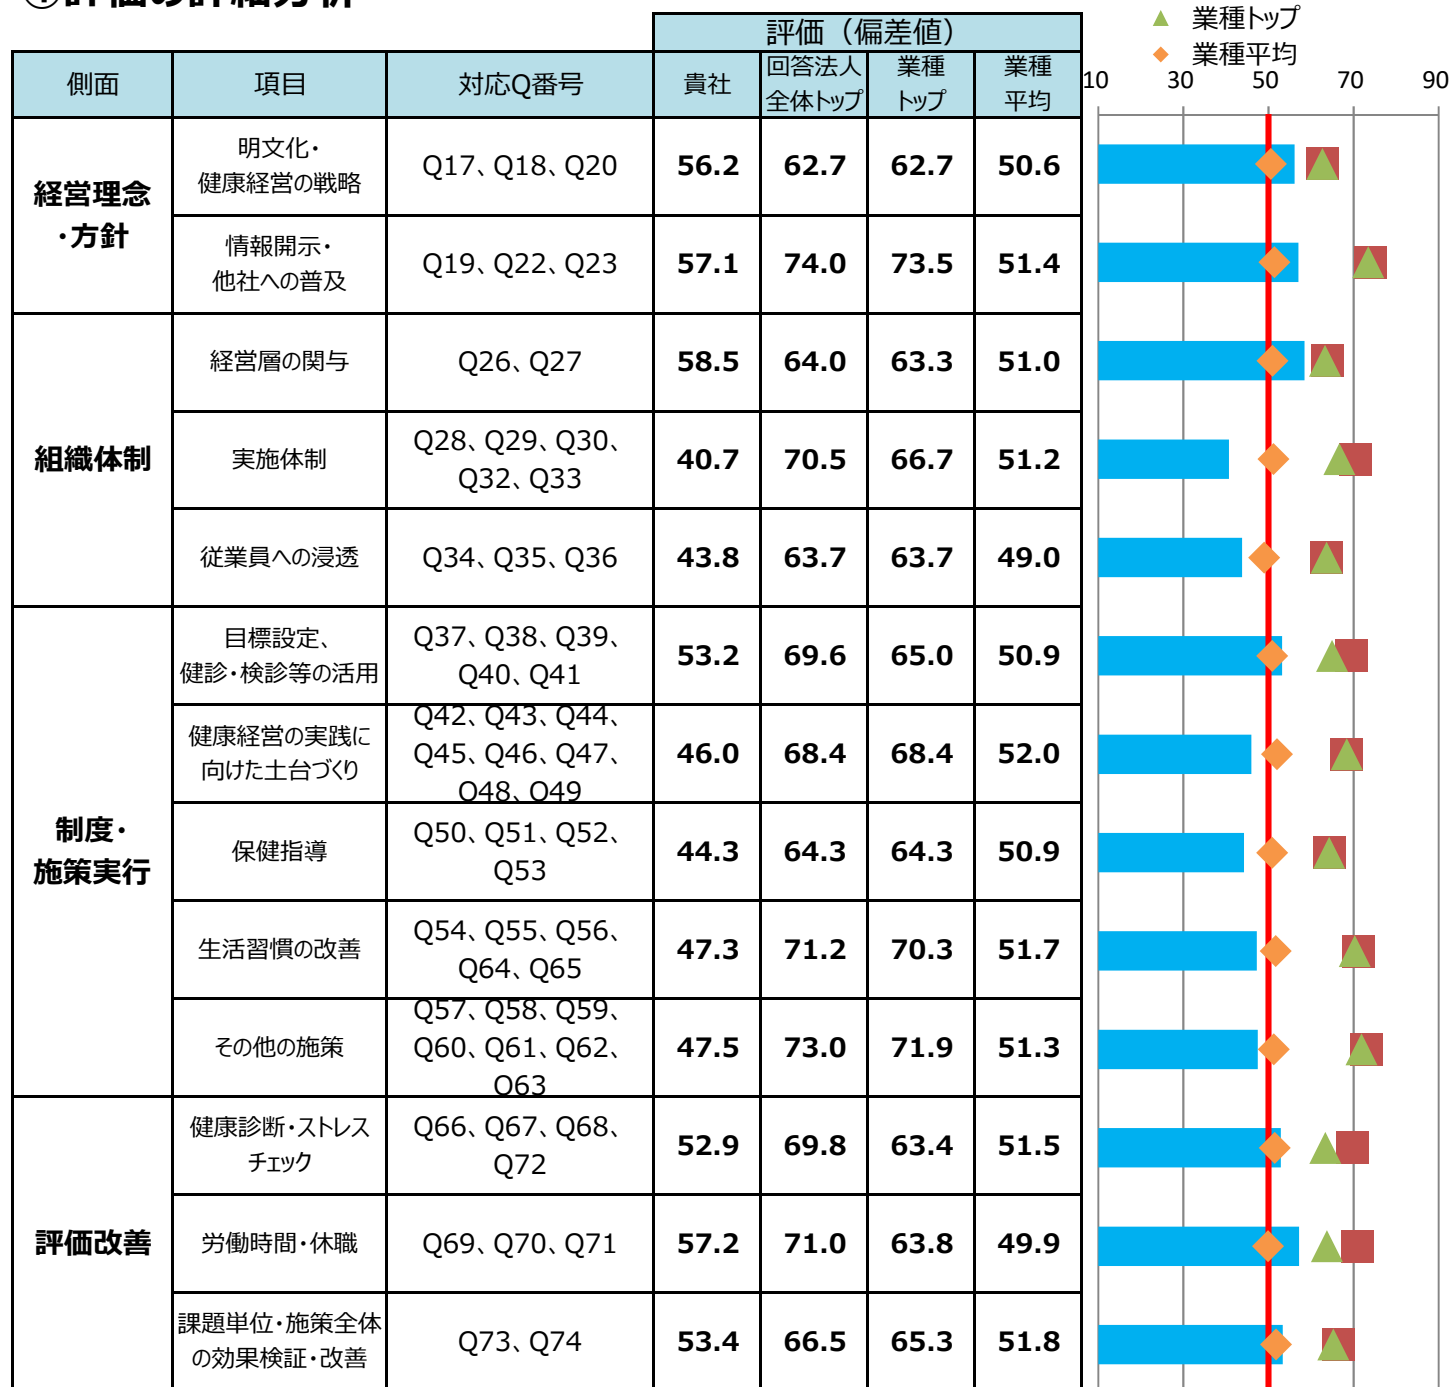 ①評価の詳細分析
▲ 業種トップ
◆ 業種平均
評価（偏差値）
側面 項目 対応Q番号 貴社 回答法人 業種 業種
全体トップ トップ 平均
10 30 50 70 90
経営理念
・方針
明文化・
健康経営の戦略
Q17、Q18、Q20 56.2 62.7 62.7 50.6
情報開示・
他社への普及
Q19、Q22、Q23 57.1 74.0 73.5 51.4
組織体制
経営層の関与 Q26、Q27 58.5 64.0 63.3 51.0
実施体制
Q28、Q29、Q30、
Q32、Q33
40.7 70.5 66.7 51.2
従業員への浸透 Q34、Q35、Q36 43.8 63.7 63.7 49.0
制度・
施策実行
目標設定、
健診・検診等の活用
Q37、Q38、Q39、
Q40、Q41
53.2 69.6 65.0 50.9
健康経営の実践に
向けた土台づくり
Q42、Q43、Q44、
Q45、Q46、Q47、
Q48、Q49
46.0 68.4 68.4 52.0
保健指導
Q50、Q51、Q52、
Q53
44.3 64.3 64.3 50.9
生活習慣の改善
Q54、Q55、Q56、
Q64、Q65
47.3 71.2 70.3 51.7
その他の施策
Q57、Q58、Q59、
Q60、Q61、Q62、
Q63
47.5 73.0 71.9 51.3
評価改善
健康診断・ストレス
チェック
Q66、Q67、Q68、
Q72
52.9 69.8 63.4 51.5
労働時間・休職 Q69、Q70、Q71 57.2 71.0 63.8 49.9
課題単位・施策全体
の効果検証・改善
Q73、Q74 53.4 66.5 65.3 51.8